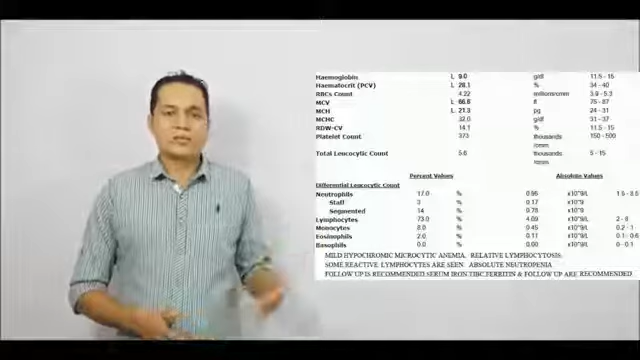 Haemoglobin L 9.0 g/dl 11.5 - 15
Haematocrit (PCV) L 28.1 % 34 - 40
RBCs Count 4.22 millions/cmm 3.9 - 5.3
MCV L 66.6 fl 75 - 87
MCH L 21.3 pg 24 - 31
MCHC 32.0 g/dl 31 - 37
RDW-CV 14.1 % 11.5 - 15
Platelet Count 373 thousands 150 - 500
/cmm
Total Leucocytic Count 5.6 thousands 5 - 15
/cmm
Percent Values Absolute Values
Differential Leucocytic Count
Neutrophils 17.0 % 0.95 x10^9/L 1.5 - 8.5
Staff 3 % 0.17 x10^9
Segmented 14 % 0.78 x10^9
Lymphocytes 73.0 % 4.09 x10^9/L 2 - 8
Monocytes 8.0 % 0.45 x10^9/L 0.2 - 1
Eosinophils 2.0 % 0.11 x10^9/L 0.1 - 0.6
Basophils 0.0 % 0.00 x10^9/L 0 - 0.1
MILD HYPOCHROMIC MICROCYTIC ANEMIA, RELATIVE LYMPHOCYTOSIS,
SOME REACTIVE LYMPHOCYTES ARE SEEN. ABSOLUTE NEUTROPENIA
FOLLOW UP IS RECOMMENDED.SERUM IRON,TIBC,FERRITIN & FOLLOW UP ARE RECOMMENDED